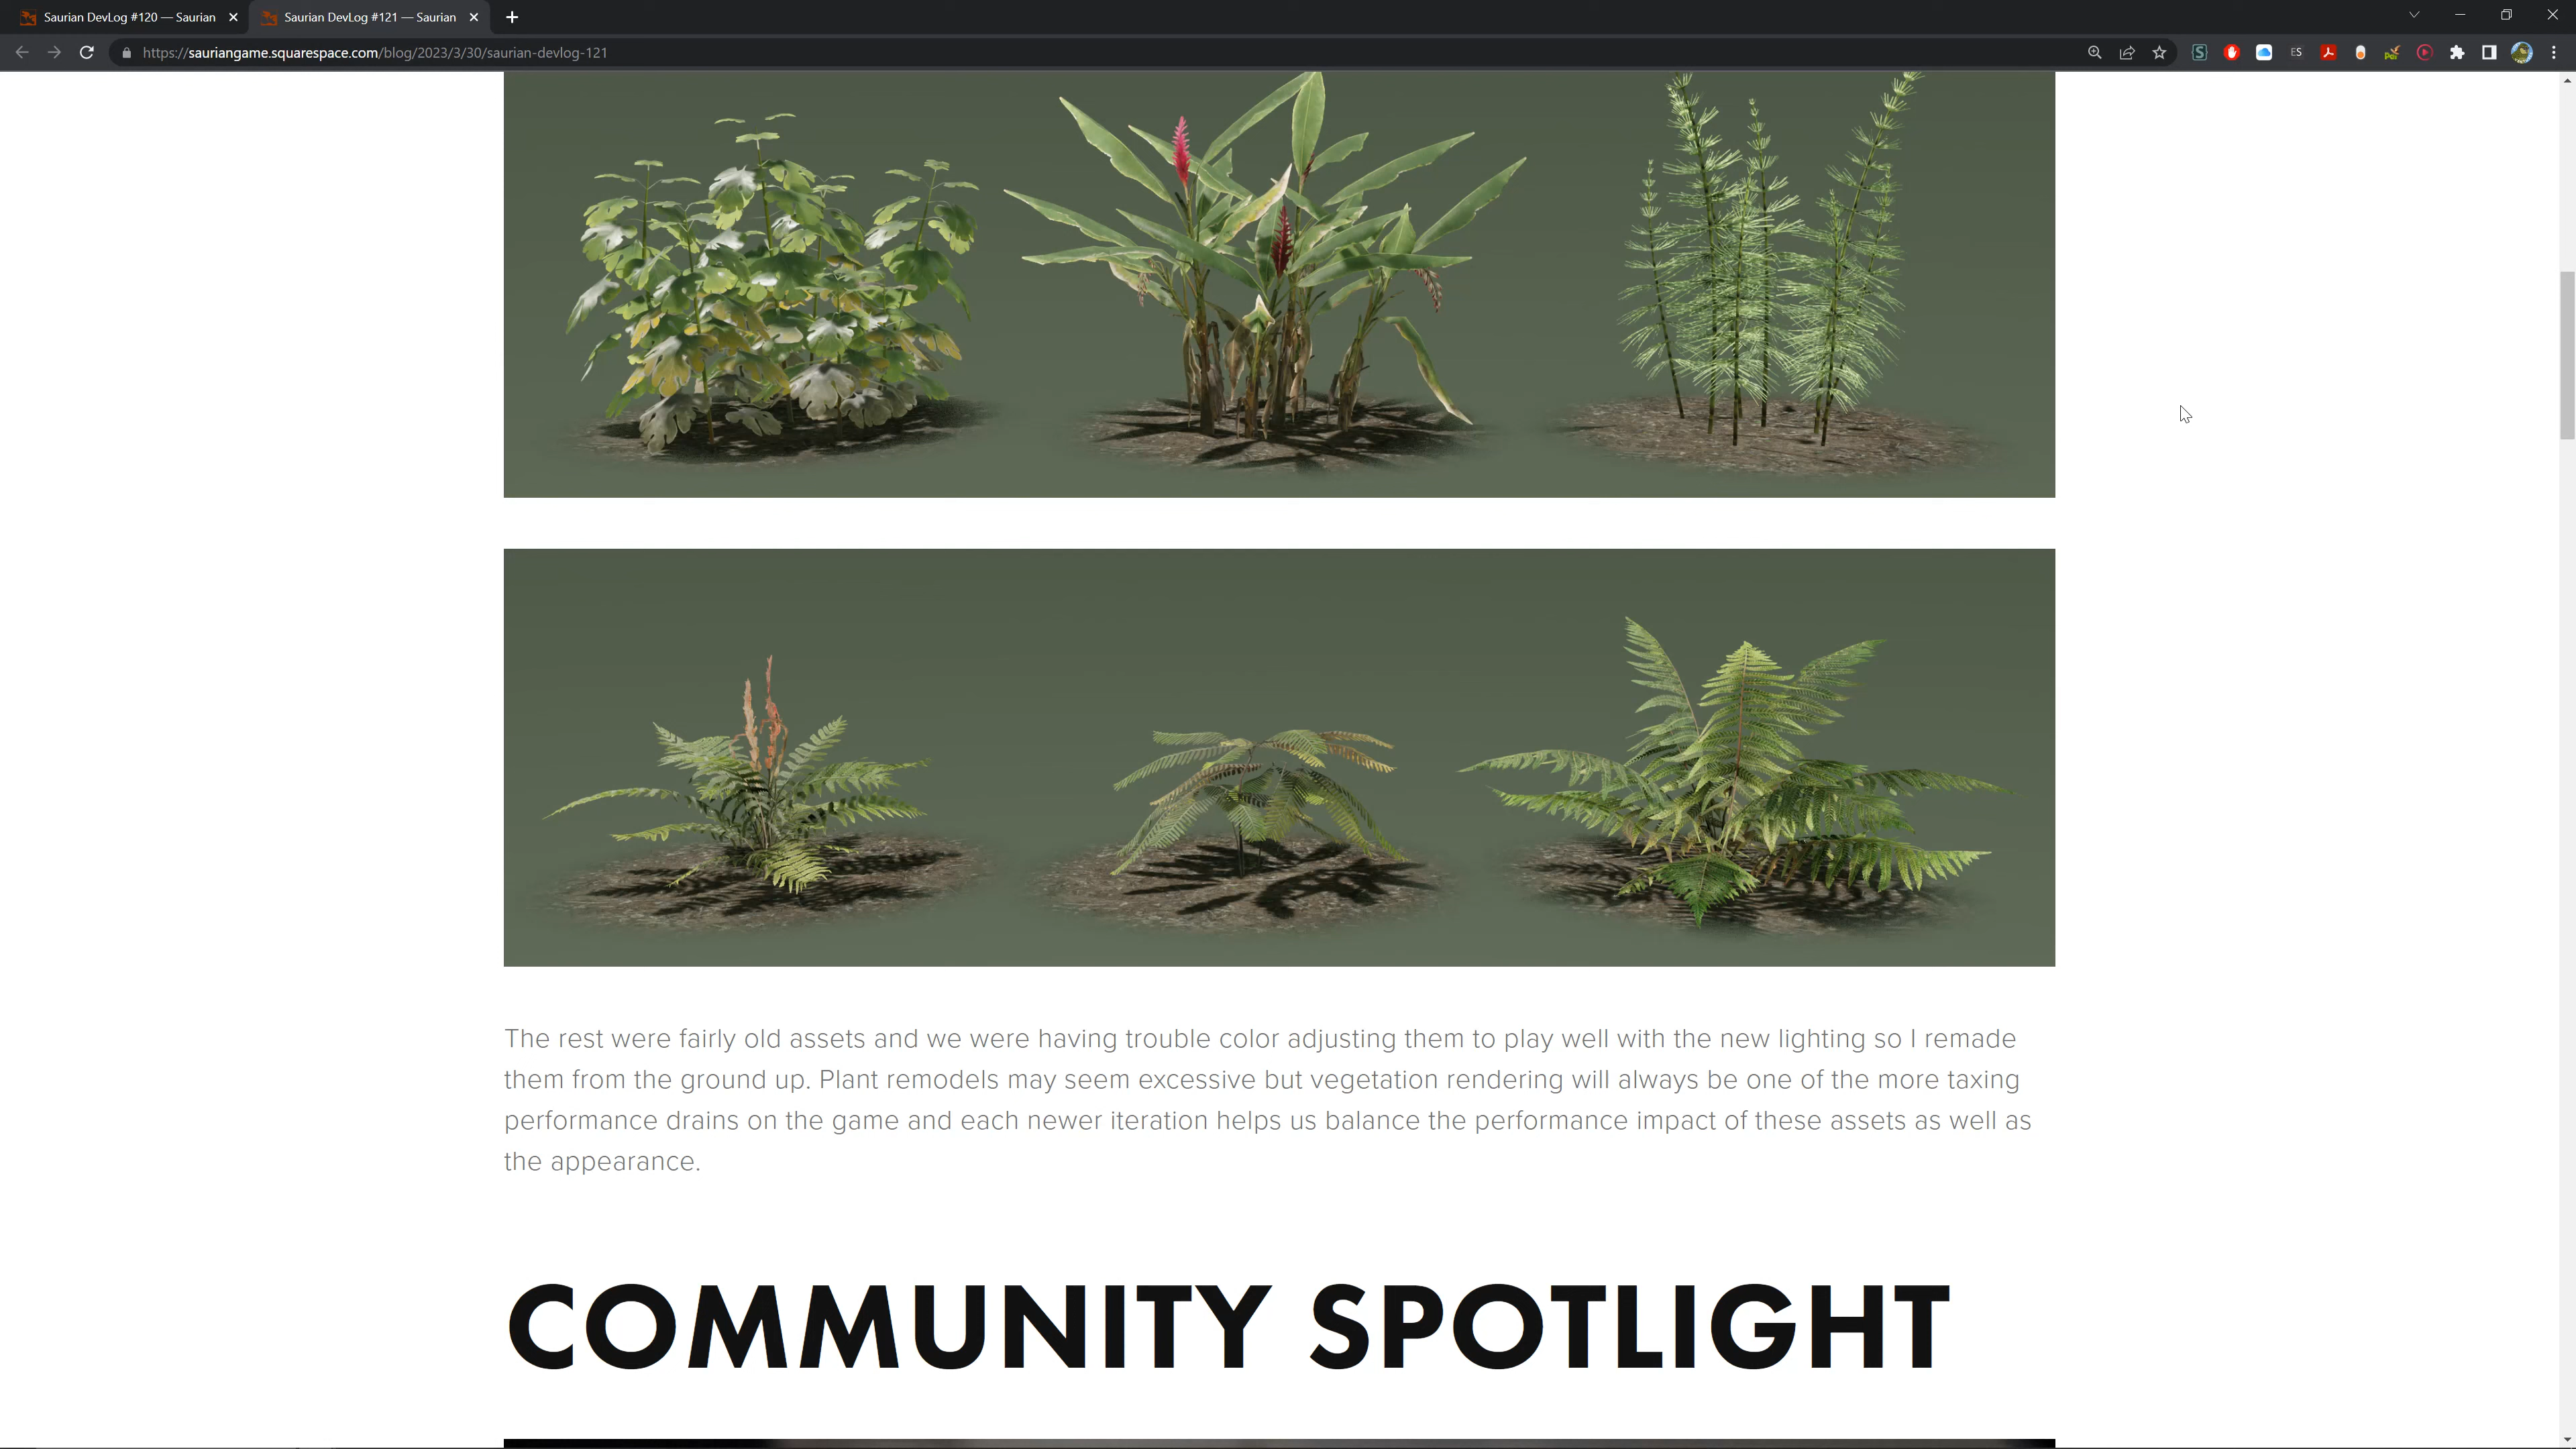 Saurian DevLog #120 — Saurian
Saurian DevLog #121 — Saurian
https://sauriangame.squarespace.com/blog/2023/3/30/saurian-devlog-121
ES
The rest were fairly old assets and we were having trouble color adjusting them to play well with the new lighting so I remade
them from the ground up. Plant remodels may seem excessive but vegetation rendering will always be one of the more taxing
performance drains on the game and each newer iteration helps us balance the performance impact of these assets as well as
the appearance.
COMMUNITY SPOTLIGHT